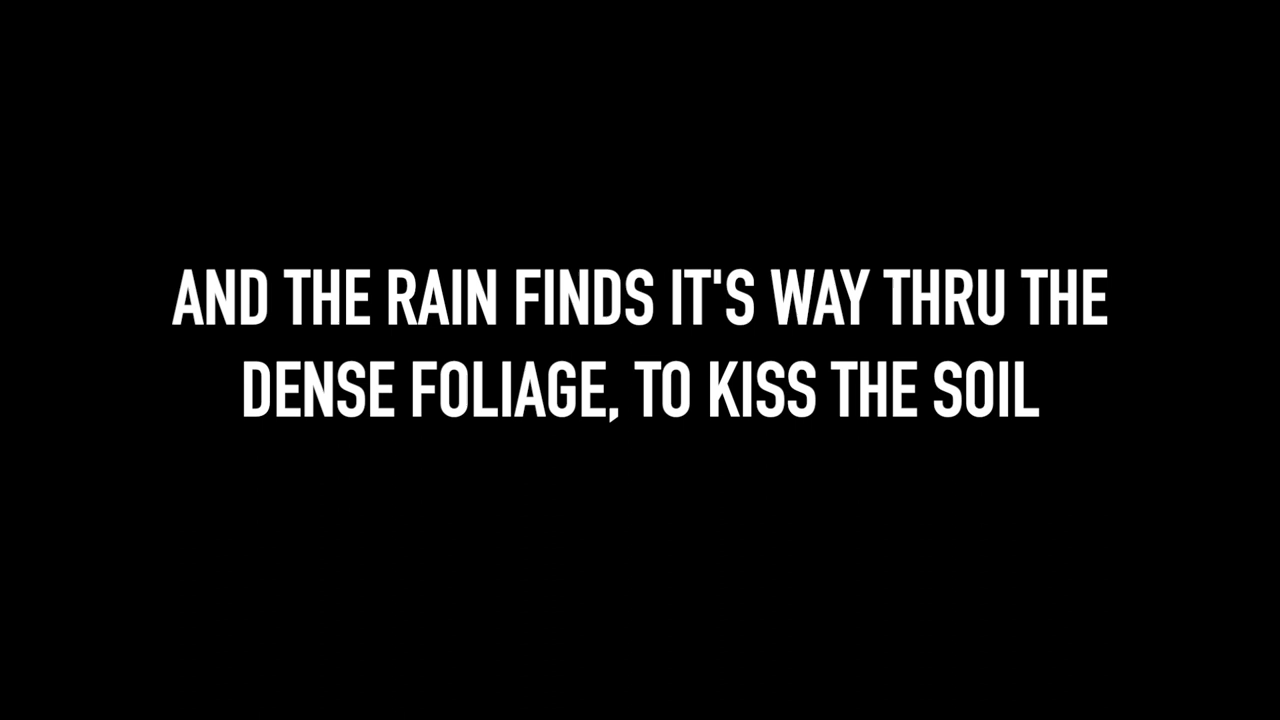 AND THE RAIN FINDS IT'S WAY THRU THE
DENSE FOLIAGE, TO KISS THE SOIL